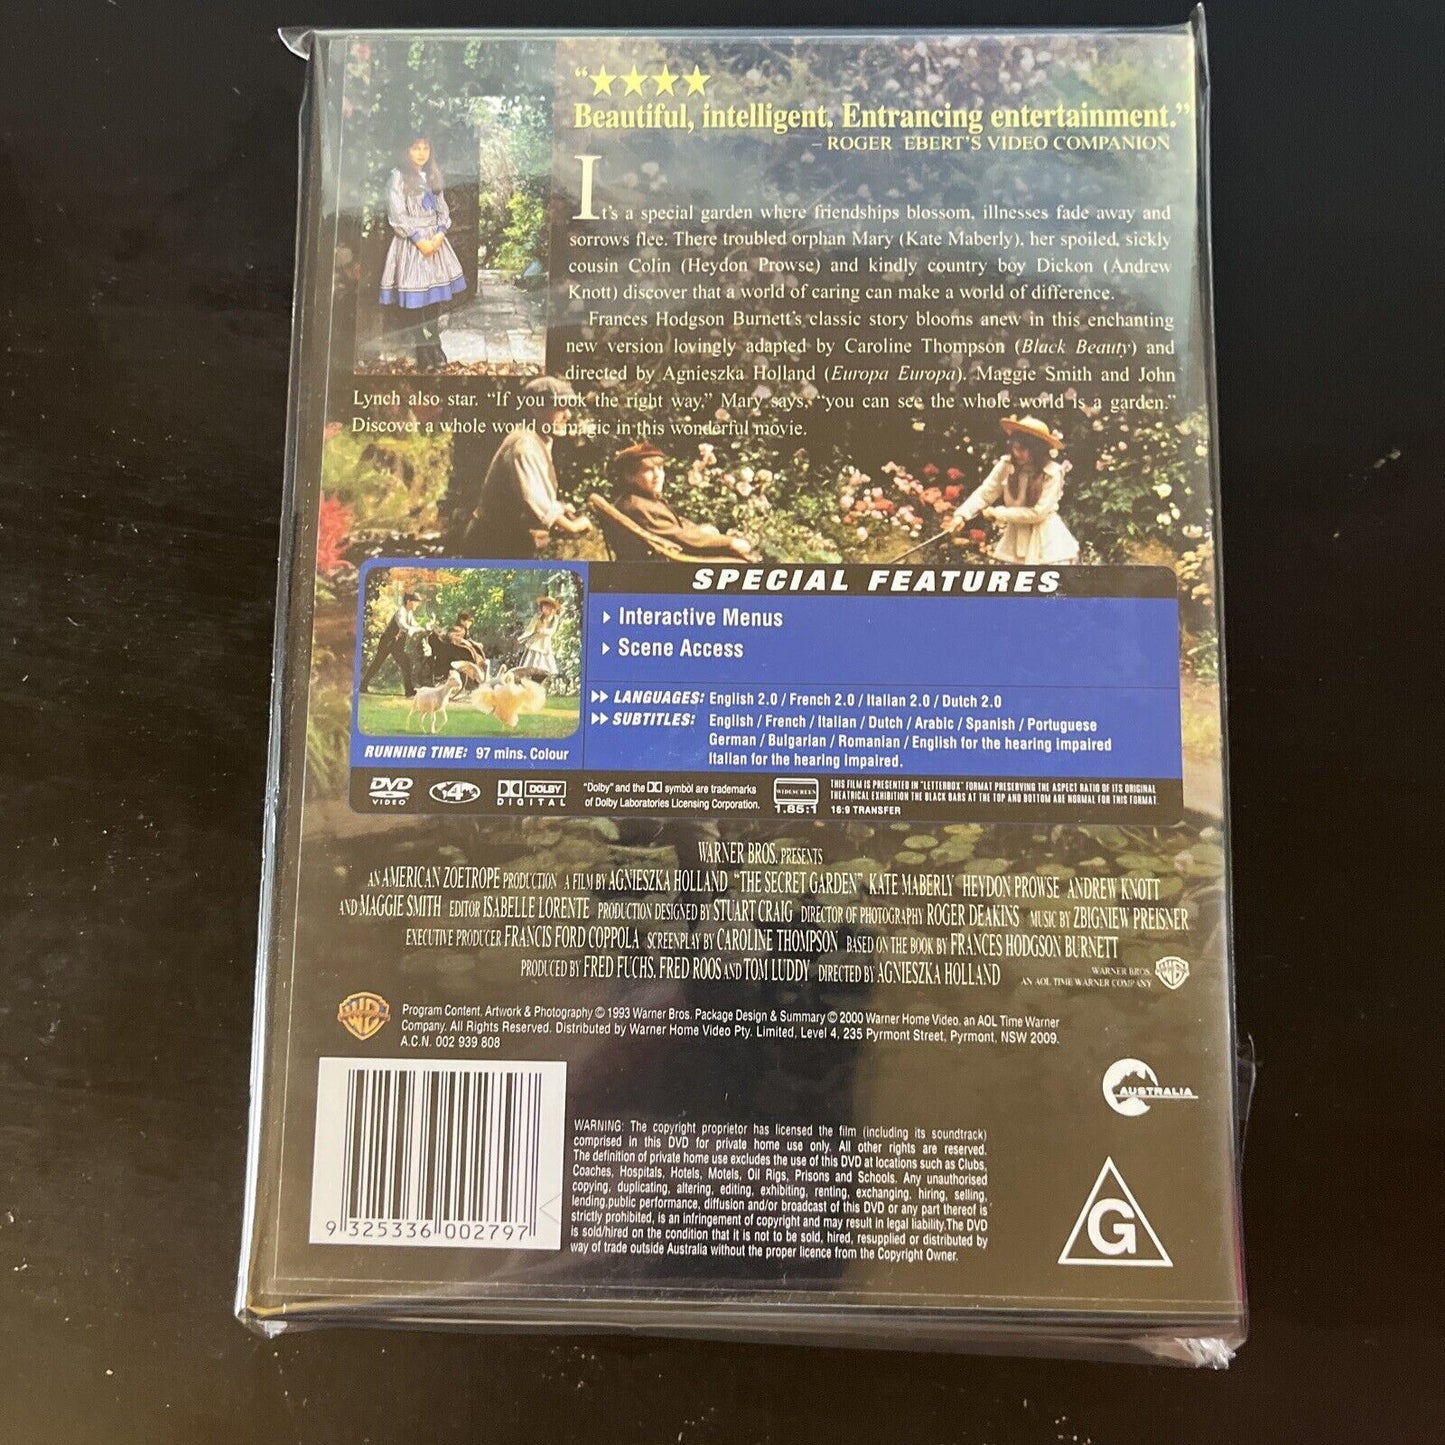 “★★★★
Beautiful, intelligent. Entrancing entertainment.”
– ROGER EBERT'S VIDEO COMPANION
It's a special garden where friendships blossom, illnesses fade away and
sorrows flee. There troubled orphan Mary (Kate Maberly), her spoiled, sickly
cousin Colin (Heydon Prowse) and kindly country boy Dickon (Andrew
Knott) discover that a world of caring can make a world of difference.
Frances Hodgson Burnett's classic story blooms anew in this enchanting
new version lovingly adapted by Caroline Thompson (Black Beauty) and
directed by Agnieszka Holland (Europa Europa). Maggie Smith and John
Lynch also star. “If you look the right way,” Mary says, “you can see the whole world is a garden.”
Discover a whole world of magic in this wonderful movie.
SPECIAL FEATURES
Interactive Menus
Scene Access
LANGUAGES: English 2.0 / French 2.0 / Italian 2.0 / Dutch 2.0
SUBTITLES: English / French / Italian / Dutch / Arabic / Spanish / Portuguese
German / Bulgarian / Romanian / English for the hearing impaired
Italian for the hearing impaired.
RUNNING TIME: 97 mins. Colour
DVD VIDEO
4
DOLBY DIGITAL
"Dolby" and the DD symbol are trademarks
of Dolby Laboratories Licensing Corporation.
WIDESCREEN
1.85:1
THIS FILM IS PRESENTED IN "LETTERBOX" FORMAT PRESERVING THE ASPECT RATIO OF ITS ORIGINAL
THEATRICAL EXHIBITION THE BLACK BARS AT THE TOP AND BOTTOM ARE NORMAL FOR THIS FORMAT.
16:9 TRANSFER
WARNER BROS. PRESENTS
AN AMERICAN ZOETROPE PRODUCTION A FILM BY AGNIESZKA HOLLAND "THE SECRET GARDEN" KATE MABERLY HEYDON PROWSE ANDREW KNOTT
AND MAGGIE SMITH EDITOR ISABELLE LORENTE PRODUCTION DESIGNED BY STUART CRAIG DIRECTOR OF PHOTOGRAPHY ROGER DEAKINS MUSIC BY ZBIGNIEW PREISNER
EXECUTIVE PRODUCER FRANCIS FORD COPPOLA SCREENPLAY BY CAROLINE THOMPSON BASED ON THE BOOK BY FRANCES HODGSON BURNETT
PRODUCED BY FRED FUCHS, FRED ROOS AND TOM LUDDY DIRECTED BY AGNIESZKA HOLLAND
WARNER BROS.
AN AOL TIME WARNER COMPANY
Program Content, Artwork & Photography © 1993 Warner Bros. Package Design & Summary © 2000 Warner Home Video. an AOL Time Warner
Company. All Rights Reserved. Distributed by Warner Home Video Pty. Limited, Level 4, 235 Pyrmont Street, Pyrmont, NSW 2009.
A.C.N. 002 939 808
AUSTRALIA
WARNING: The copyright proprietor has licensed the film (including its soundtrack)
comprised in this DVD for private home use only. All other rights are reserved.
The definition of private home use excludes the use of this DVD at locations such as Clubs,
Coaches, Hospitals, Hotels, Motels, Oil Rigs, Prisons and Schools. Any unauthorised
copying, duplicating, altering, editing, exhibiting, renting, exchanging, hiring, selling,
lending,public performance, diffusion and/or broadcast of this DVD or any part thereof is
strictly prohibited, is an infringement of copyright and may result in legal liability.The DVD
is sold/hired on the condition that it is not to be sold, hired, resupplied or distributed by
way of trade outside Australia without the proper licence from the Copyright Owner.
9 325336 002797
G